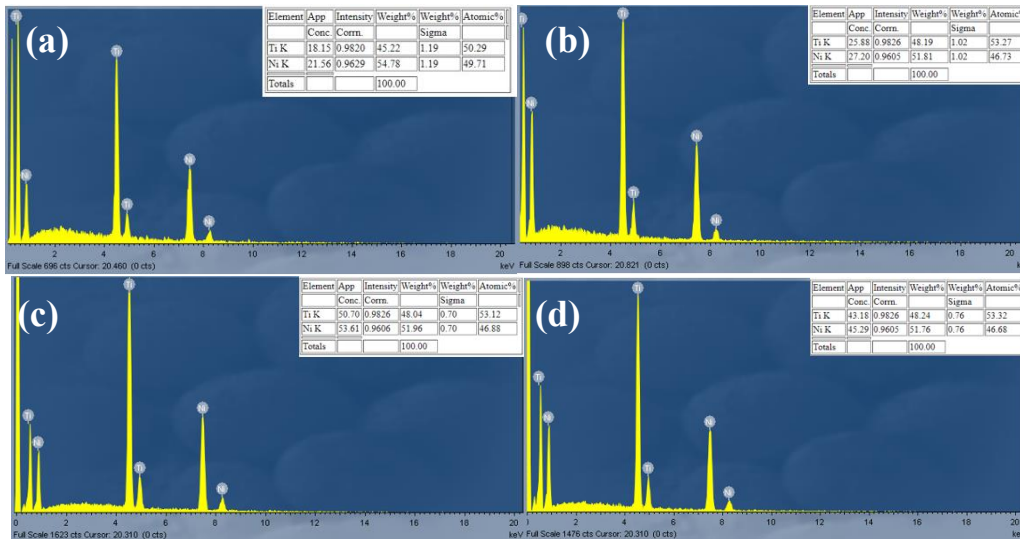 (a)
Element App Intensity Weight% Weight% Atomic%
Conc. Corrn. Sigma
Ti K 18.15 0.9820 45.22 1.19 50.29
Ni K 21.56 0.9629 54.78 1.19 49.71
Totals 100.00
Ti
Ni
Ti
Ti
Ni
Ni
2 4 6 8 10 12 14 16 18 20
Full Scale 696 cts Cursor: 20.460 (0 cts) keV
(b)
Element App Intensity Weight% Weight% Atomic%
Conc. Corrn. Sigma
Ti K 25.88 0.9826 48.19 1.02 53.27
Ni K 27.20 0.9605 51.81 1.02 46.73
Totals 100.00
Ti
Ni
Ti
Ti
Ni
Ni
2 4 6 8 10 12 14 16 18 20
Full Scale 898 cts Cursor: 20.821 (0 cts) ke
(c)
Element App Intensity Weight% Weight% Atomic%
Conc. Corrn. Sigma
Ti K 50.70 0.9826 48.04 0.70 53.12
Ni K 53.61 0.9606 51.96 0.70 46.88
Totals 100.00
Ti
Ni
Ti
Ti
Ni
Ni
0 2 4 6 8 10 12 14 16 18 20
Full Scale 1623 cts Cursor: 20.310 (0 cts) keV
(d)
Element App Intensity Weight% Weight% Atomic%
Conc. Corrn. Sigma
Ti K 43.18 0.9826 48.24 0.76 53.32
Ni K 45.29 0.9605 51.76 0.76 46.68
Totals 100.00
Ti
Ni
Ti
Ti
Ni
Ni
0 2 4 6 8 10 12 14 16 18 20
Full Scale 1476 cts Cursor: 20.310 (0 cts) keV